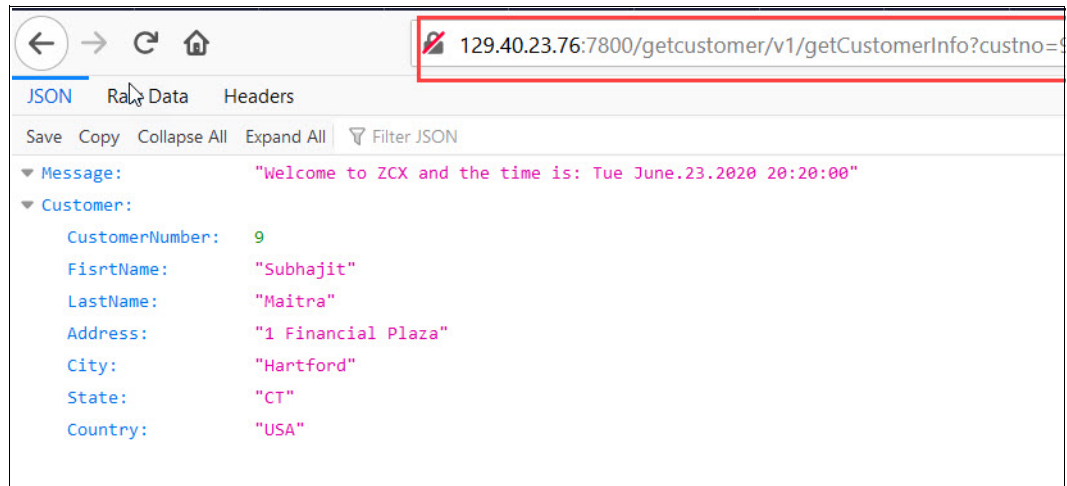 129.40.23.76:7800/getcustomer/v1/getCustomerInfo?custno=9
JSON Raw Data Headers
Save Copy Collapse All Expand All Filter JSON
Message: "Welcome to ZCX and the time is: Tue June.23.2020 20:20:00"
Customer:
CustomerNumber: 9
FisrtName: "Subhajit"
LastName: "Maitra"
Address: "1 Financial Plaza"
City: "Hartford"
State: "CT"
Country: "USA"